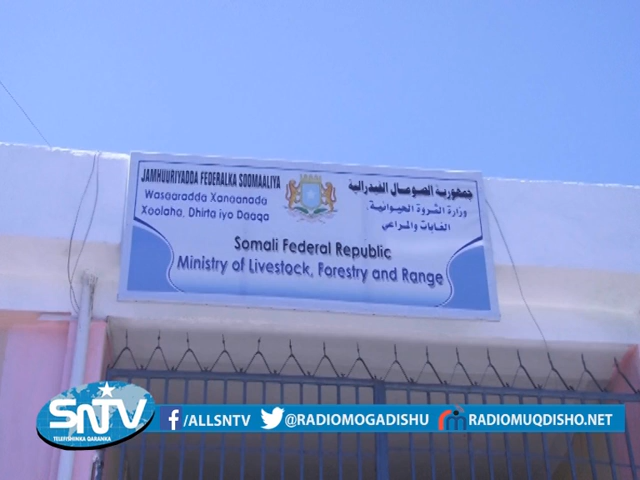 JAMHUURIYADDA FEDERALKA SOOMAALIYA
Wasaaradda Xanaanada
Xoolaha, Dhirta iyo Daaqa
جمهورية الصومال الفيدرالية
وزارة الثروة الحيوانية،
الغابات والمراعي
Somali Federal Republic
Ministry of Livestock, Forestry and Range
SNTV
TELEFISHINKA QARANKA
/ALLSNTV
@RADIOMOGADISHU
RADIOMUQDISHO.NET